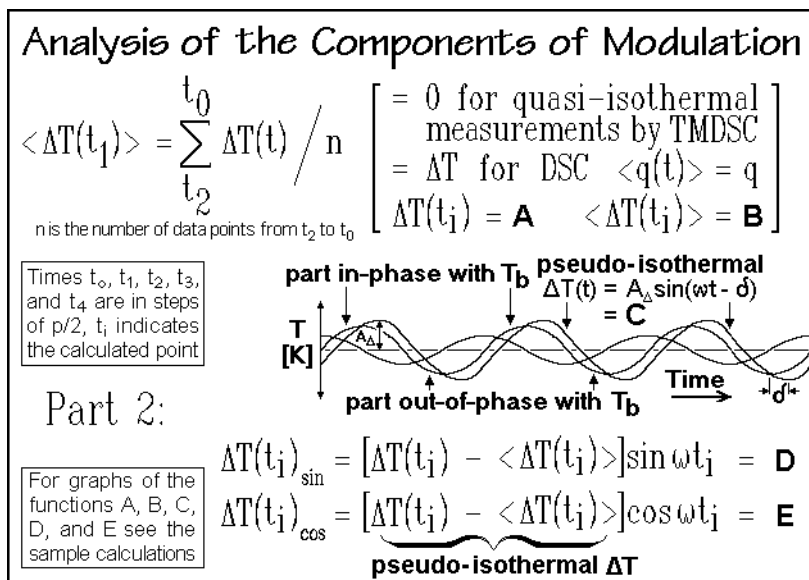 Analysis of the Components of Modulation
t0
<ΔT(t1)> = ∑ ΔT(t) / n
t2
n is the number of data points from t2 to t0
= 0 for quasi-isothermal
measurements by TMDSC
= ΔT for DSC <q(t)> = q
ΔT(ti) = A <ΔT(ti)> = B
Times to, t1, t2, t3,
and t4 are in steps
of p/2, ti indicates
the calculated point
part in-phase with Tb
pseudo-isothermal
ΔT(t) = AΔsin(ωt - δ)
= C
T
[K]
AΔ
Time
δ
part out-of-phase with Tb
Part 2:
For graphs of the
functions A, B, C,
D, and E see the
sample calculations
ΔT(ti)sin = [ΔT(ti) - <ΔT(ti)>]sin ωti = D
ΔT(ti)cos = [ΔT(ti) - <ΔT(ti)>]cos ωti = E
pseudo-isothermal ΔT